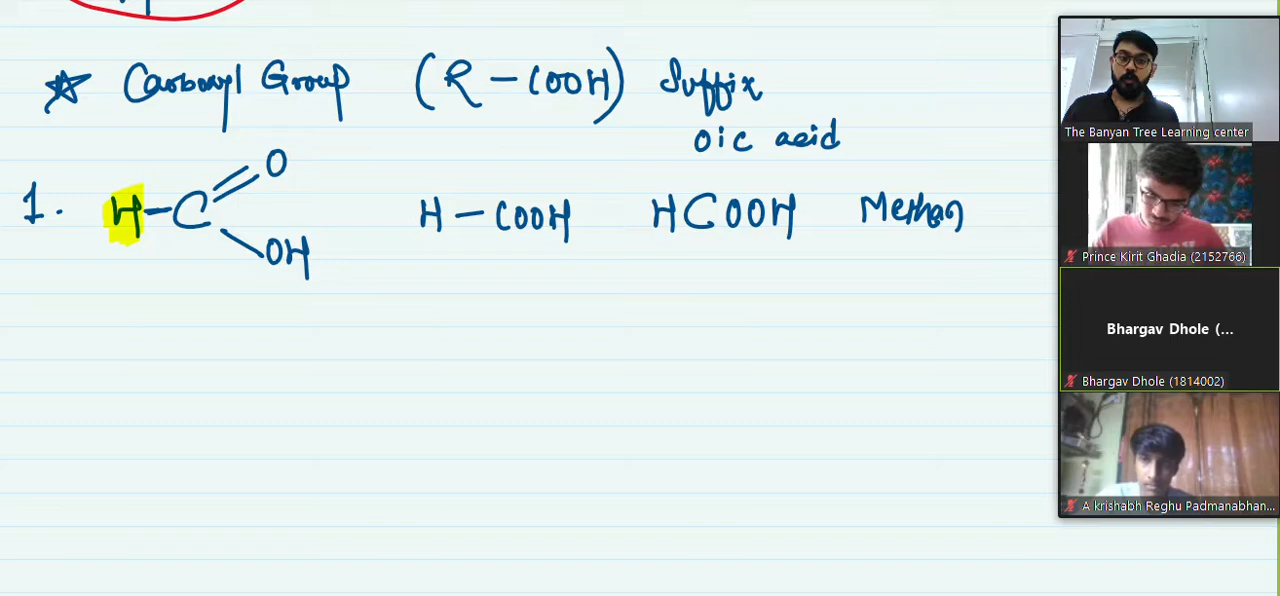 ☆ Carbonyl Group (R – COOH) Suffix
oic acid
1. H – C = O
OH
H – COOH HCOOH Methan
The Banyan Tree Learning center
Prince Kirit Ghadia (2152766)
Bhargav Dhole (...
Bhargav Dhole (1814002)
A krishabh Reghu Padmanabhan...